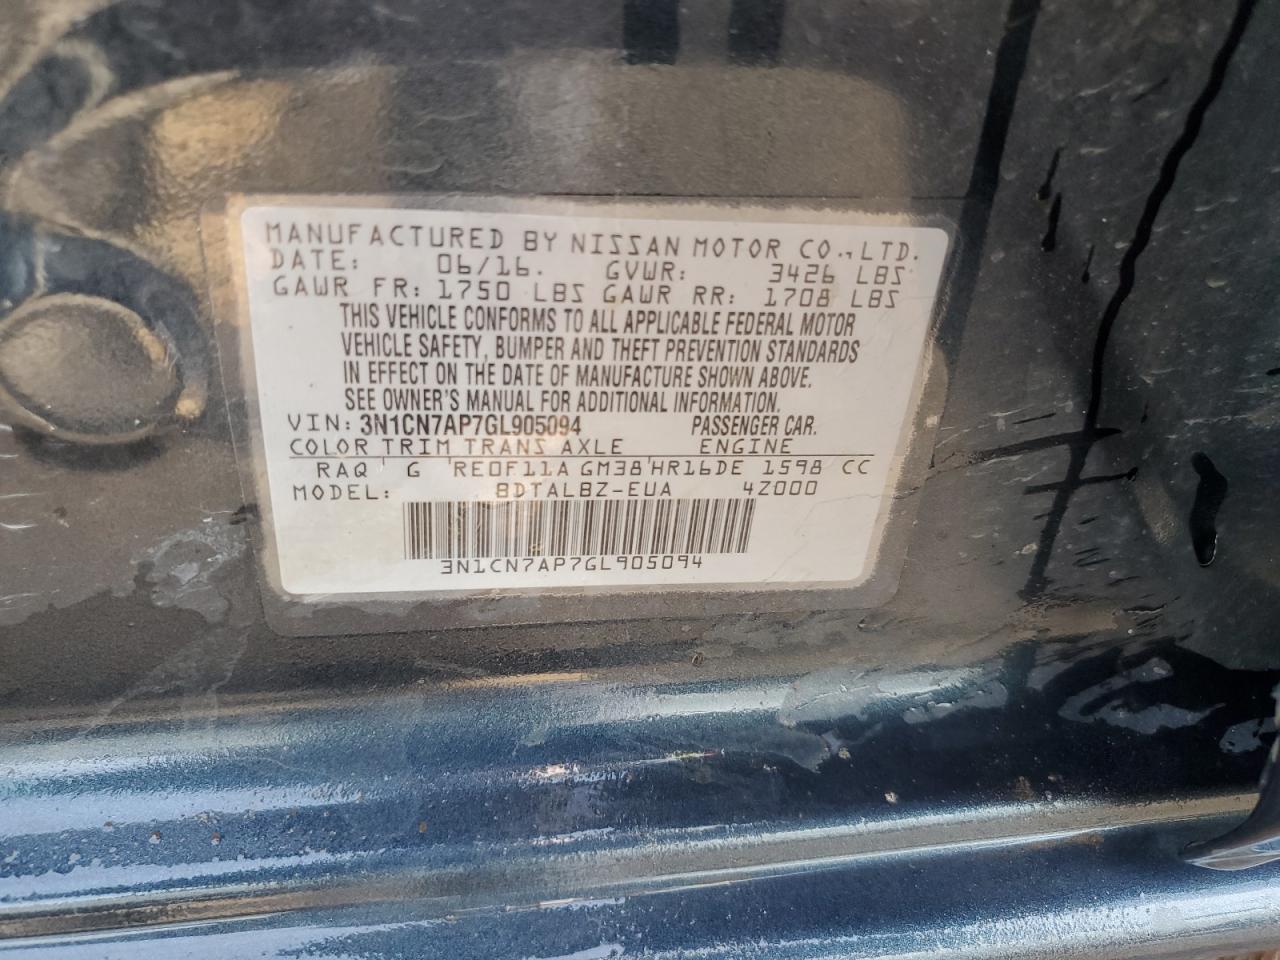 MANUFACTURED BY NISSAN MOTOR CO., LTD.
DATE: 06/16. GVWR: 3426 LBS
GAWR FR: 1750 LBS GAWR RR: 1708 LBS
THIS VEHICLE CONFORMS TO ALL APPLICABLE FEDERAL MOTOR
VEHICLE SAFETY, BUMPER AND THEFT PREVENTION STANDARDS
IN EFFECT ON THE DATE OF MANUFACTURE SHOWN ABOVE.
SEE OWNER'S MANUAL FOR ADDITIONAL INFORMATION.
VIN: 3N1CN7AP7GL905094 PASSENGER CAR.
COLOR TRIM TRANS AXLE ENGINE
RAQ G RE0F11A GM38 HR16DE 1598 CC
MODEL: BDTALBZ-EUA 4Z000
3N1CN7AP7GL905094